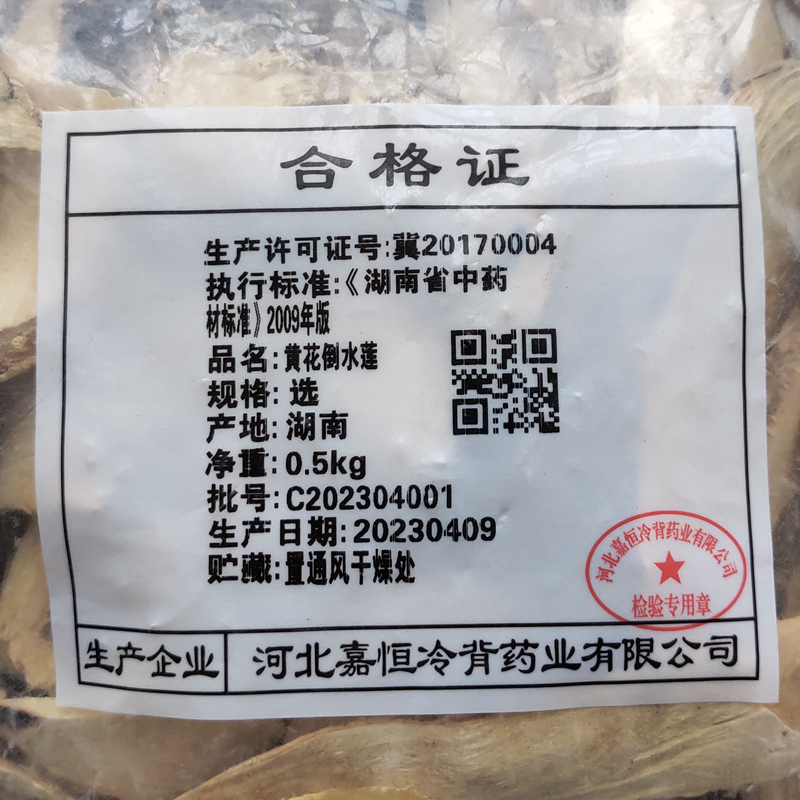 合格证
生产许可证号:冀20170004
执行标准:《湖南省中药
材标准》2009年版
品名:黄花倒水莲
规格:选
产地:湖南
净重:0.5kg
批号:C202304001
生产日期:20230409
贮藏:置通风干燥处
河北嘉恒冷背药业有限公司
检验专用章
生产企业 河北嘉恒冷背药业有限公司